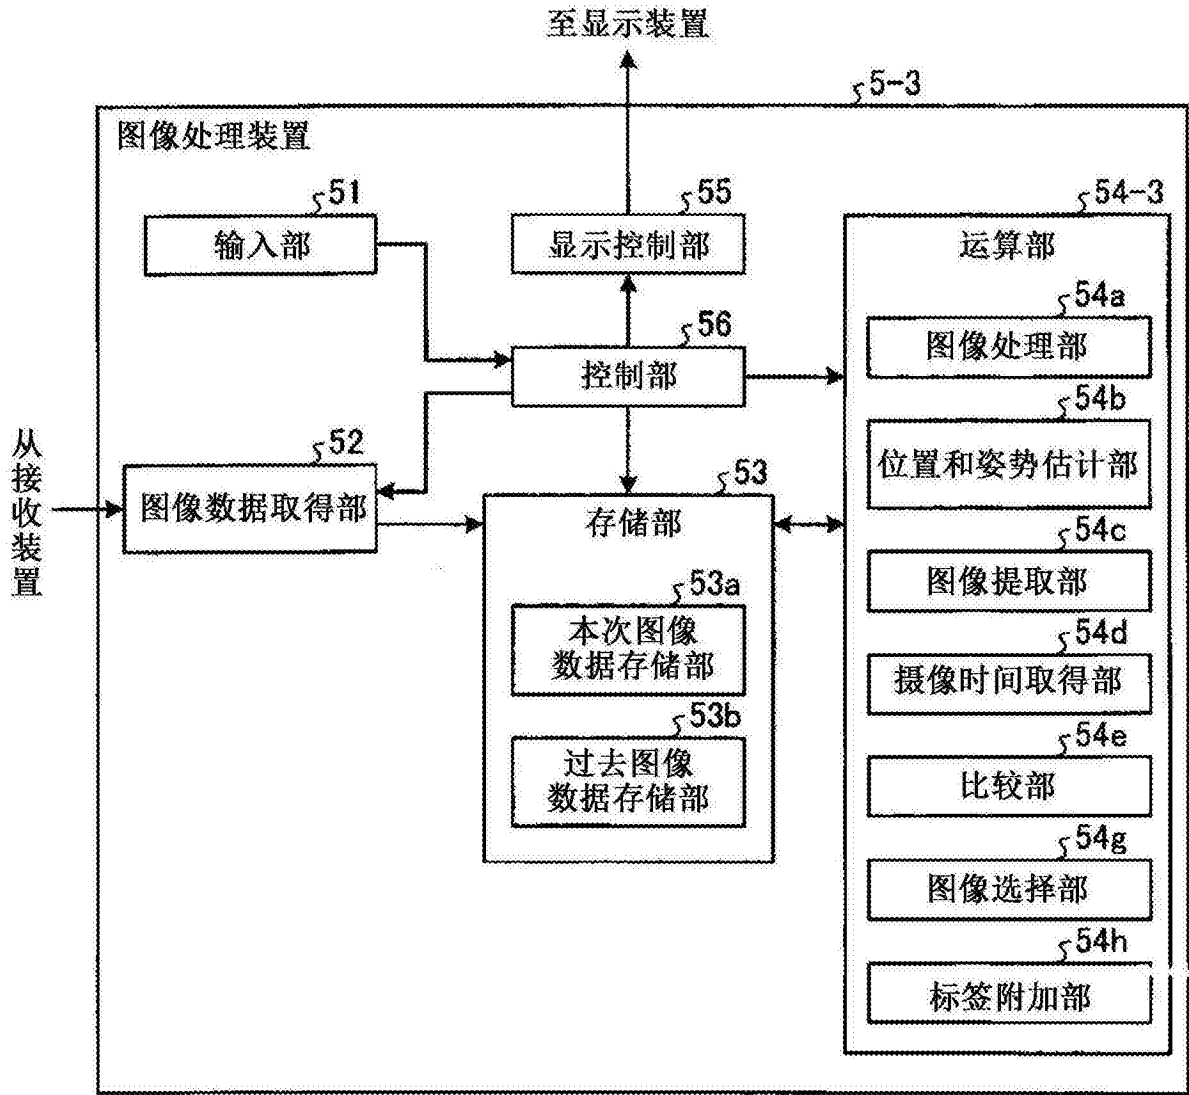 至显示装置
5-3
图像处理装置
51
输入部
55
显示控制部
56
控制部
从接收装置
52
图像数据取得部
53
存储部
53a
本次图像
数据存储部
53b
过去图像
数据存储部
54-3
运算部
54a
图像处理部
54b
位置和姿势估计部
54c
图像提取部
54d
摄像时间取得部
54e
比较部
54g
图像选择部
54h
标签附加部